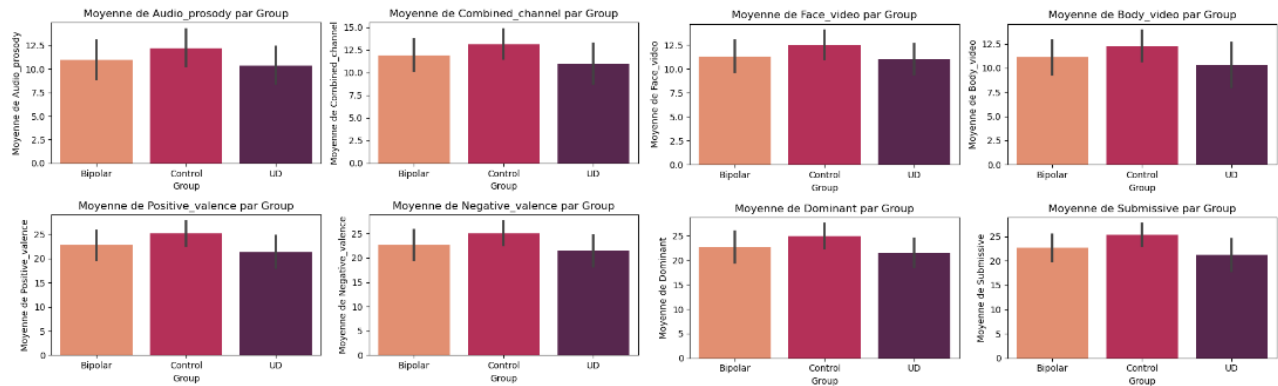 Moyenne de Audio_prosody par Group
Moyenne de Audio_prosody
12.5
10.0
7.5
5.0
2.5
0.0
Bipolar Control UD
Group
Moyenne de Combined_channel par Group
Moyenne de Combined_channel
15.0
12.5
10.0
7.5
5.0
2.5
0.0
Bipolar Control UD
Group
Moyenne de Face_video par Group
Moyenne de Face_video
12.5
10.0
7.5
5.0
2.5
0.0
Bipolar Control UD
Group
Moyenne de Body_video par Group
Moyenne de Body_video
12.5
10.0
7.5
5.0
2.5
0.0
Bipolar Control UD
Group
Moyenne de Positive_valence par Group
Moyenne de Positive_valence
25
20
15
10
5
0
Bipolar Control UD
Group
Moyenne de Negative_valence par Group
Moyenne de Negative_valence
25
20
15
10
5
0
Bipolar Control UD
Group
Moyenne de Dominant par Group
Moyenne de Dominant
25
20
15
10
5
0
Bipolar Control UD
Group
Moyenne de Submissive par Group
Moyenne de Submissive
25
20
15
10
5
0
Bipolar Control UD
Group